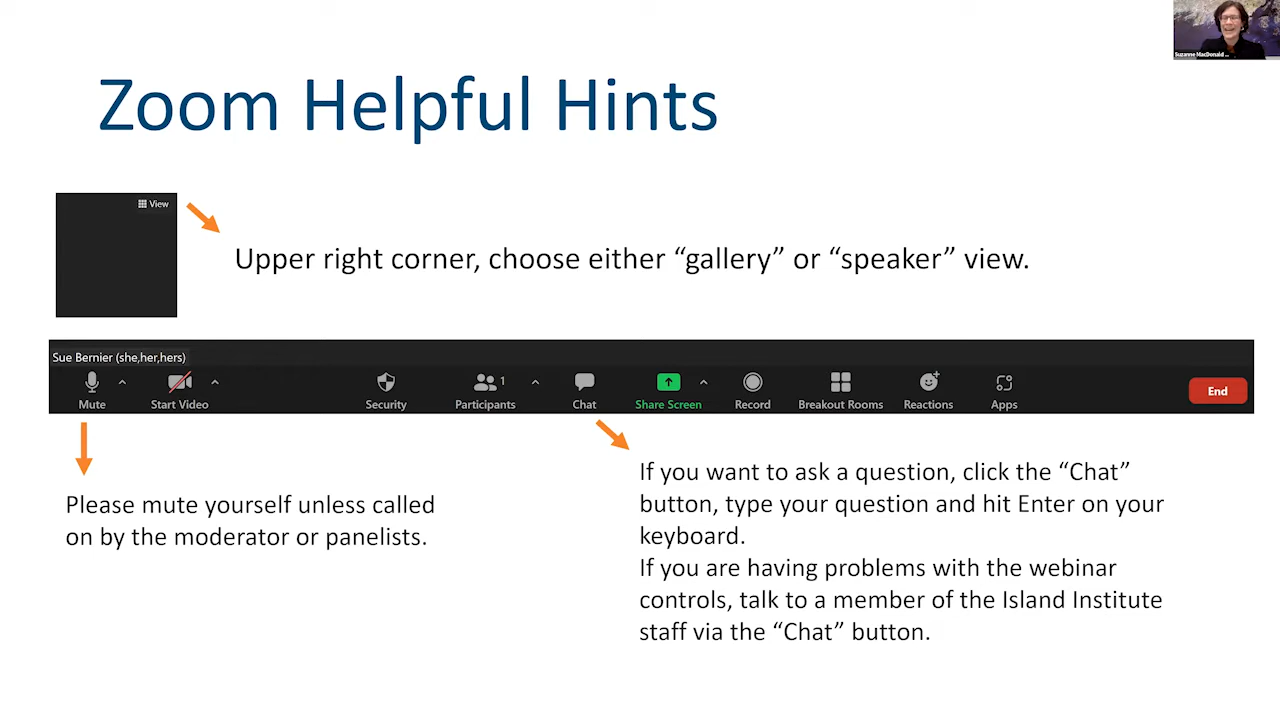 Suzanne MacDonald ...
Zoom Helpful Hints
View
Upper right corner, choose either “gallery” or “speaker” view.
Sue Bernier (she,her,hers)
1
Mute
Start Video
Security
Participants
Chat
Share Screen
Record
Breakout Rooms
Reactions
Apps
End
Please mute yourself unless called
on by the moderator or panelists.
If you want to ask a question, click the “Chat”
button, type your question and hit Enter on your
keyboard.
If you are having problems with the webinar
controls, talk to a member of the Island Institute
staff via the “Chat” button.